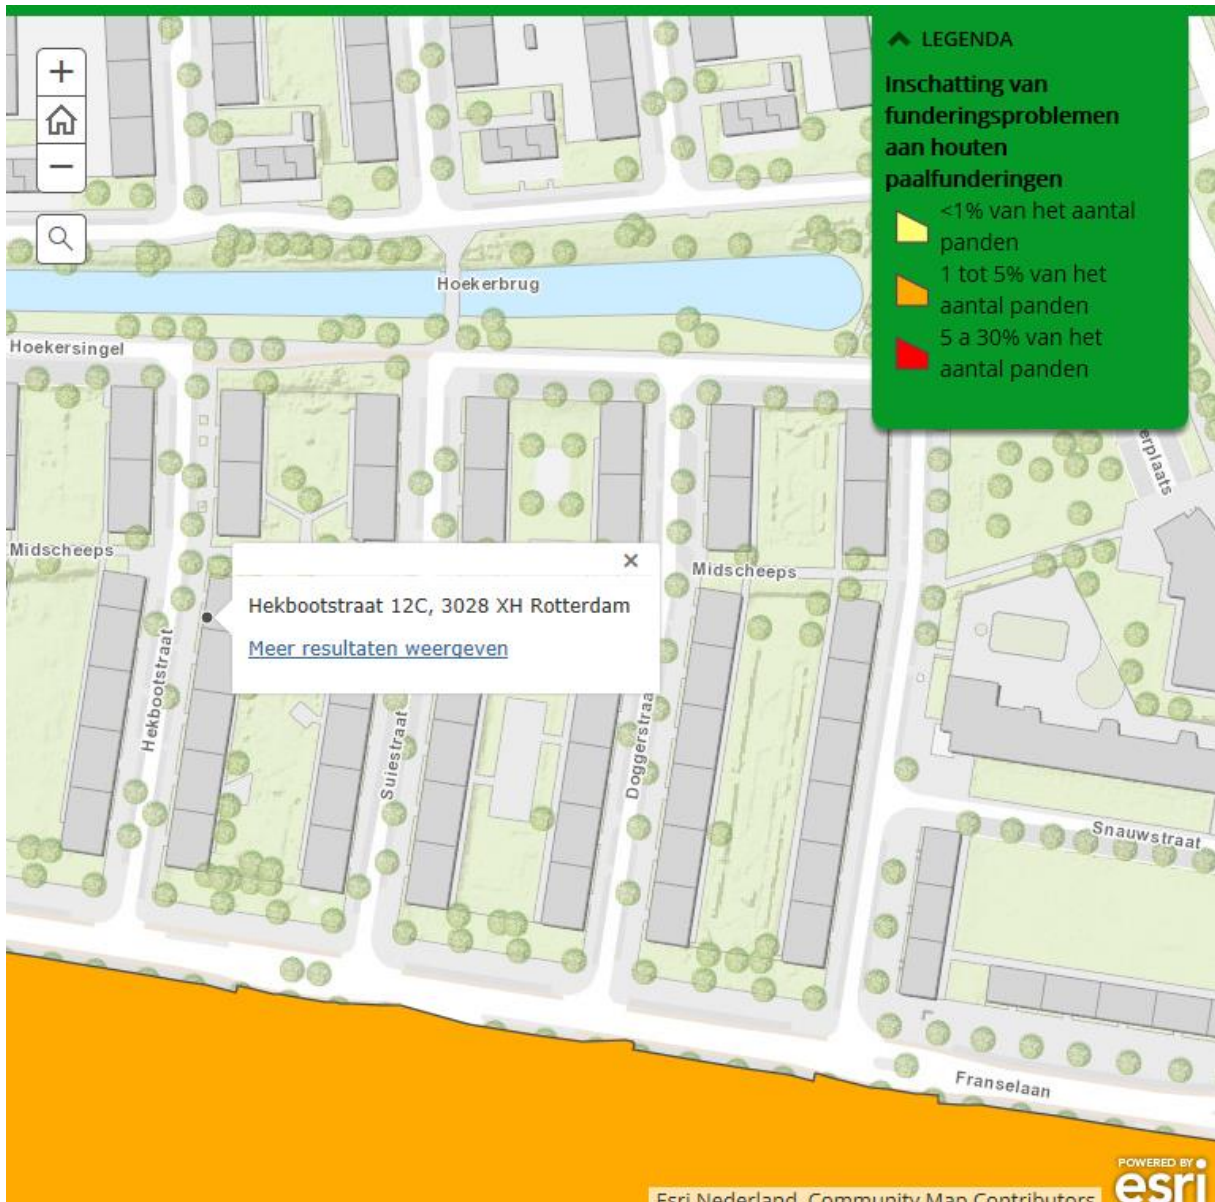 LEGENDA
Inschatting van
funderingsproblemen
aan houten
paalfunderingen
<1% van het aantal
panden
1 tot 5% van het
aantal panden
5 a 30% van het
aantal panden
+
−
Hoekerbrug
Hoekersingel
erplaats
Midscheeps
Midscheeps
×
Hekbootstraat 12C, 3028 XH Rotterdam
Meer resultaten weergeven
Hekbootstraat
Suiestraat
Doggerstraa
Snauwstraat
Franselaan
POWERED BY
esri
Esri Nederland, Community Map Contributors